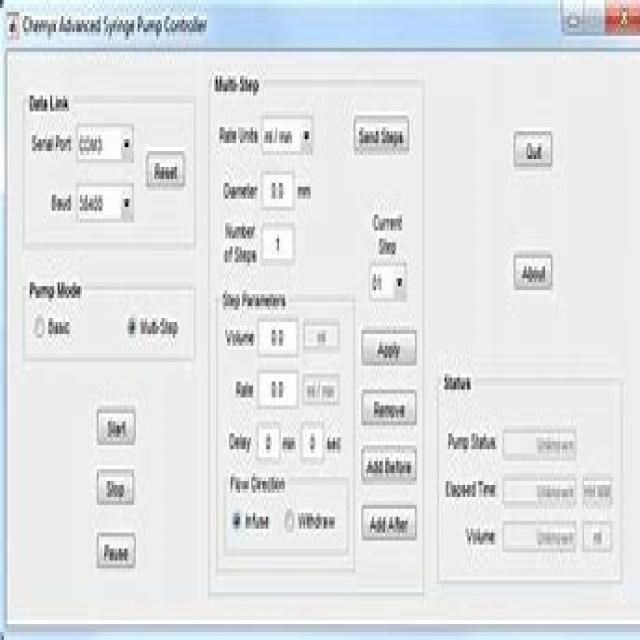 Chemyx Advanced Syringe Pump Controller
Data Link
Serial Port COM3
Reset
Baud 38400
Pump Mode
Basic Multi-Step
Start
Stop
Pause
Multi-Step
Rate Units ml / min
Send Steps
Diameter 0.0 mm
Number
of Steps 1
Current
Step
01
Step Parameters
Volume 0.0 ml
Apply
Rate 0.0 ml / min
Remove
Delay 0 min 0 sec
Add Before
Flow Direction
Infuse Withdraw
Add After
Quit
About
Status
Pump Status Unknown
Elapsed Time Unknown
Volume Unknown ml